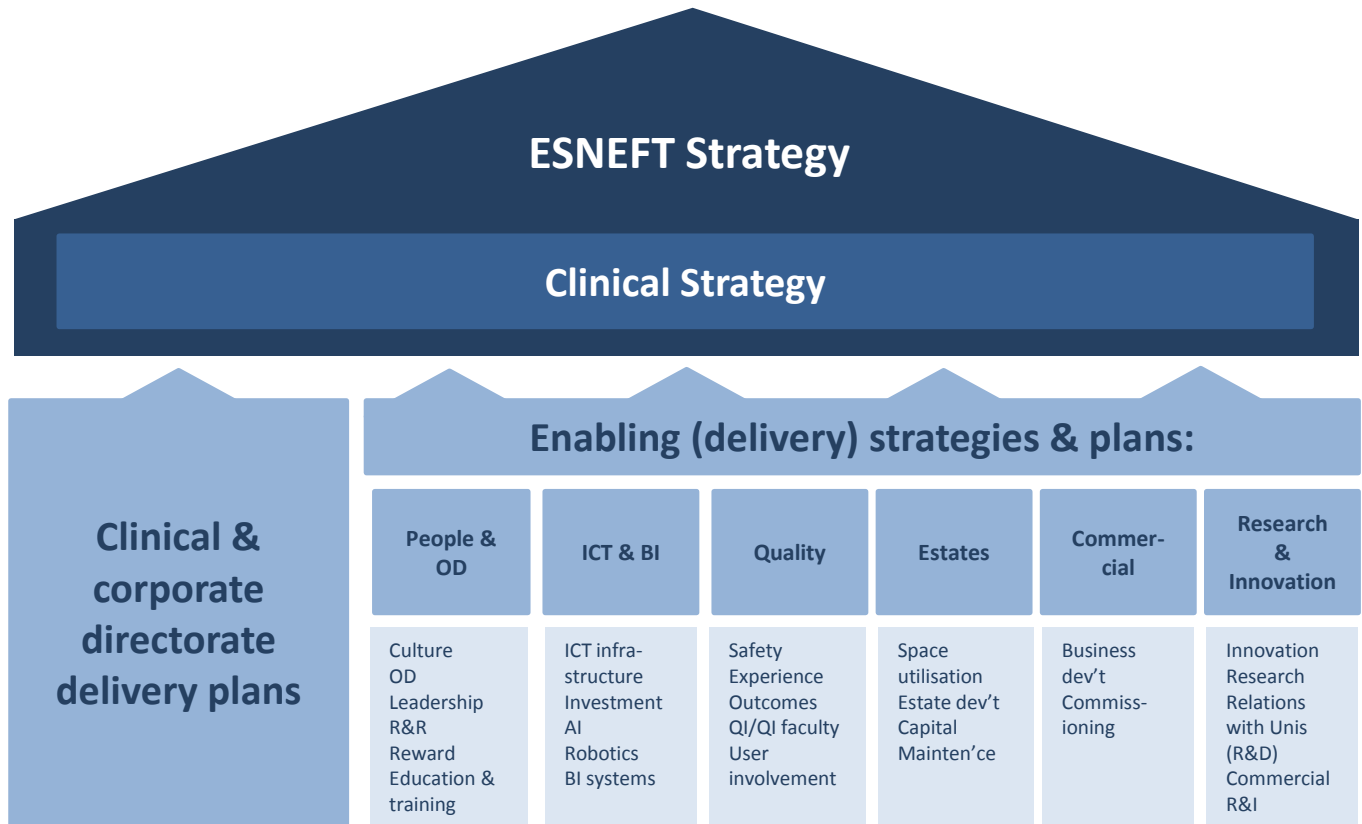 ESNEFT Strategy
Clinical Strategy
Clinical &
corporate
directorate
delivery plans
Enabling (delivery) strategies & plans:
People &
OD
Culture
OD
Leadership
R&R
Reward
Education &
training
ICT & BI
ICT infra-
structure
Investment
AI
Robotics
BI systems
Quality
Safety
Experience
Outcomes
QI/QI faculty
User
involvement
Estates
Space
utilisation
Estate dev’t
Capital
Mainten’ce
Commer-
cial
Business
dev’t
Commiss-
ioning
Research
&
Innovation
Innovation
Research
Relations
with Unis
(R&D)
Commercial
R&I